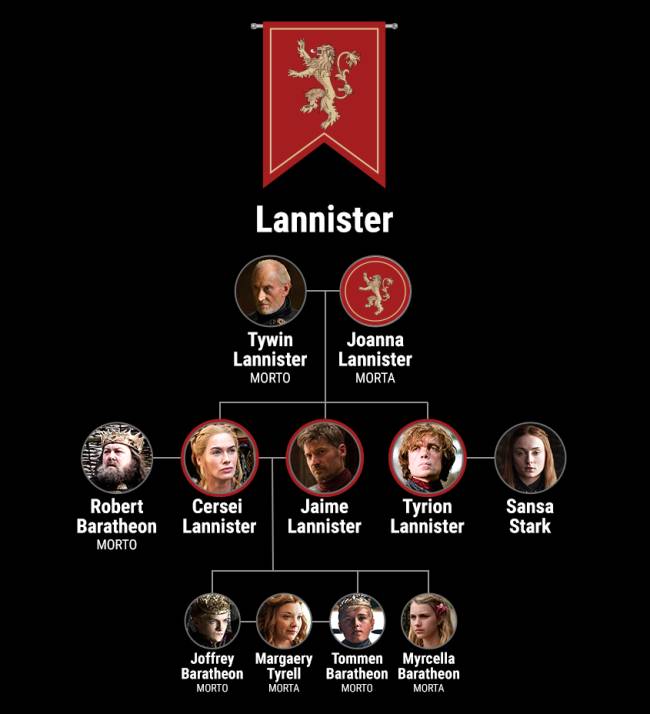 Lannister
Tywin
Lannister
MORTO
Joanna
Lannister
MORTA
Robert
Baratheon
MORTO
Cersei
Lannister
Jaime
Lannister
Tyrion
Lannister
Sansa
Stark
Joffrey
Baratheon
MORTO
Margaery
Tyrell
MORTA
Tommen
Baratheon
MORTO
Myrcella
Baratheon
MORTA